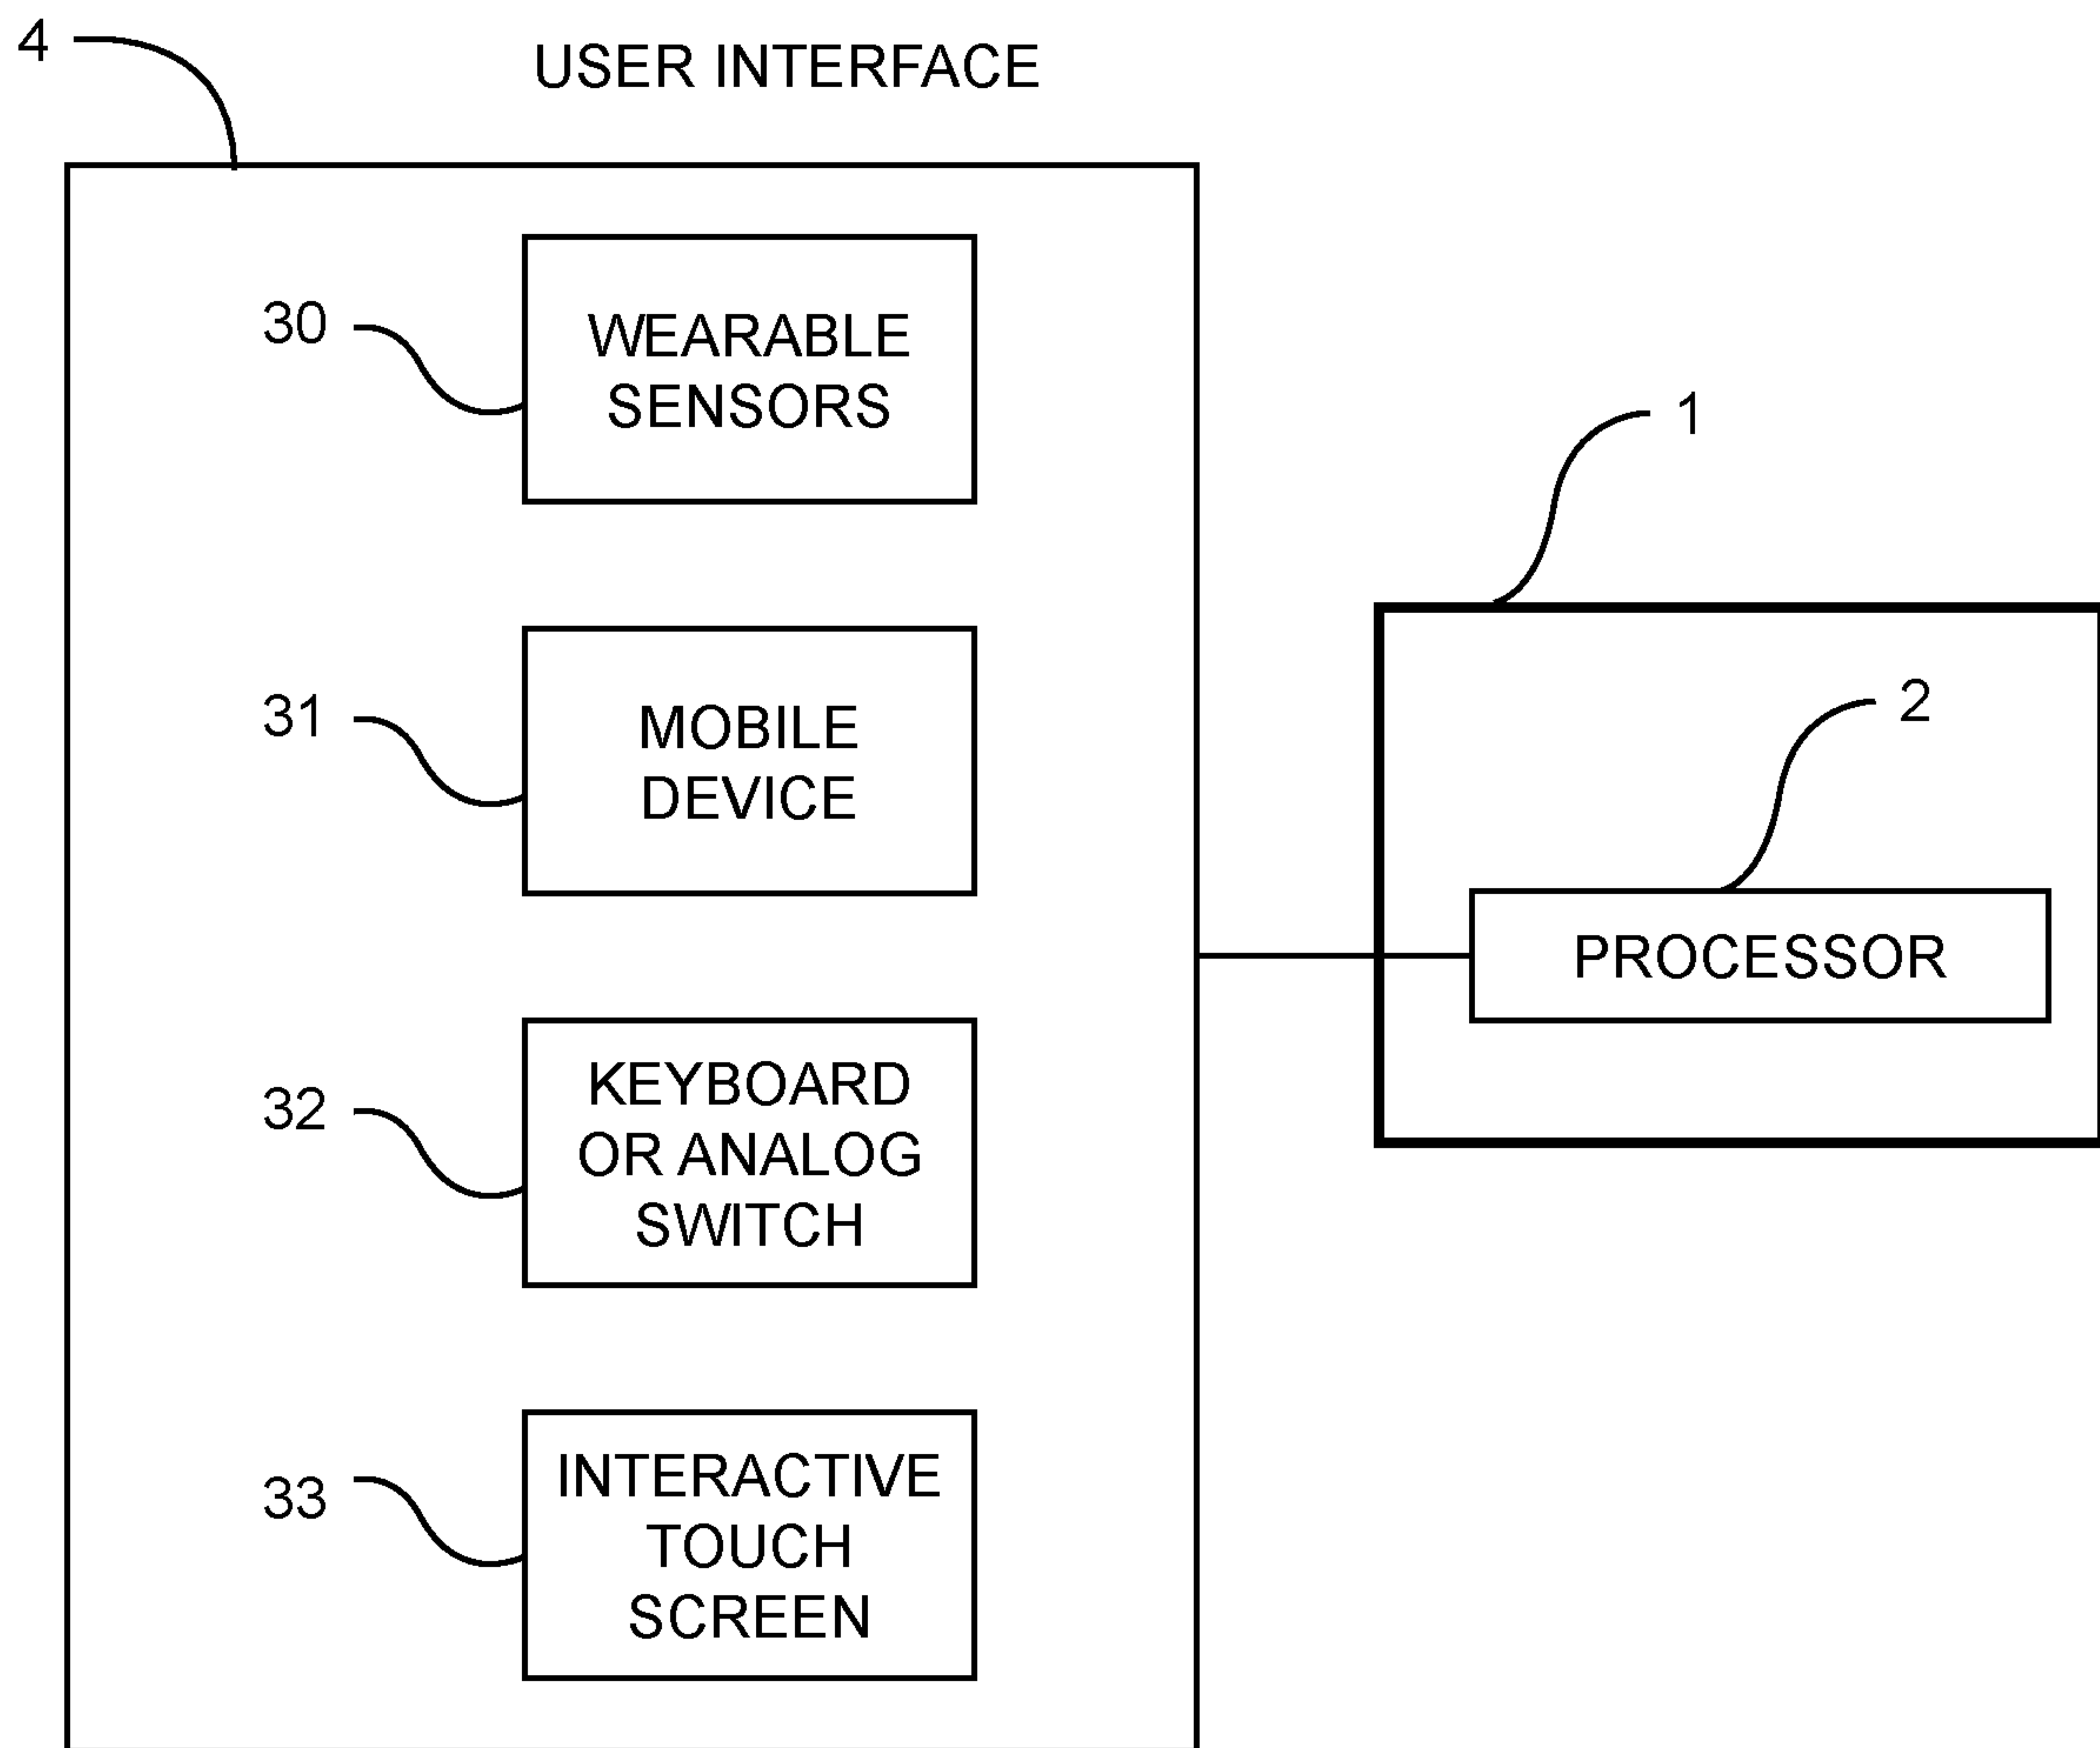 4
USER INTERFACE
30
WEARABLE
SENSORS
1
31
MOBILE
DEVICE
2
PROCESSOR
32
KEYBOARD
OR ANALOG
SWITCH
33
INTERACTIVE
TOUCH
SCREEN